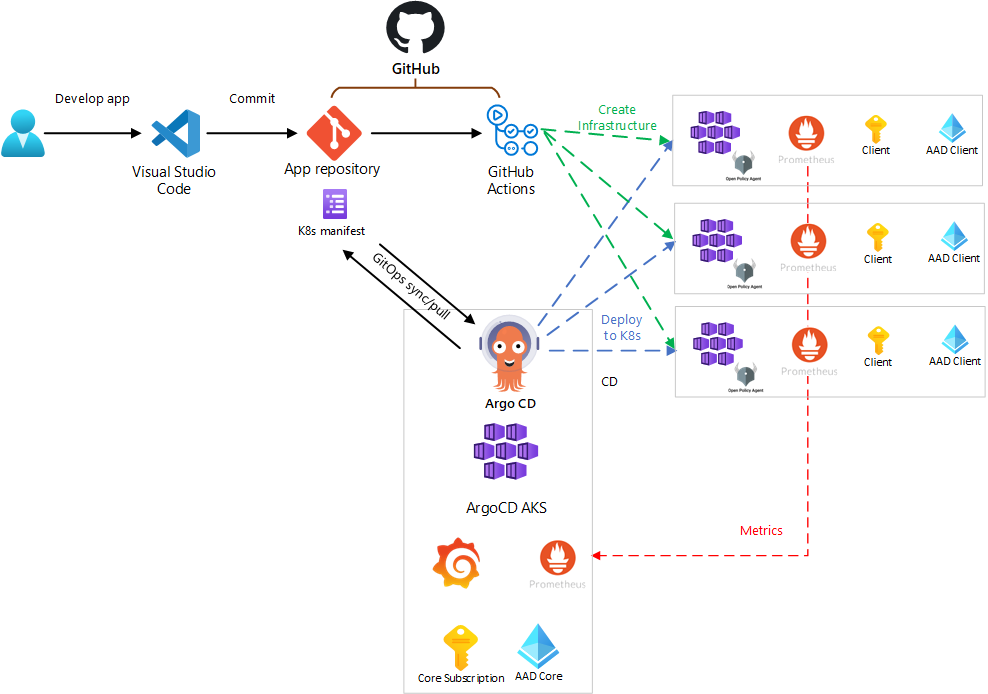 GitHub
Develop app
Commit
Visual Studio
Code
App repository
GitHub
Actions
K8s manifest
GitOps sync/pull
Create
Infrastructure
Open Policy Agent
Prometheus
Client
AAD Client
Open Policy Agent
Prometheus
Client
AAD Client
Open Policy Agent
Prometheus
Client
AAD Client
Deploy
to K8s
CD
Argo CD
ArgoCD AKS
Metrics
Prometheus
Core Subscription
AAD Core